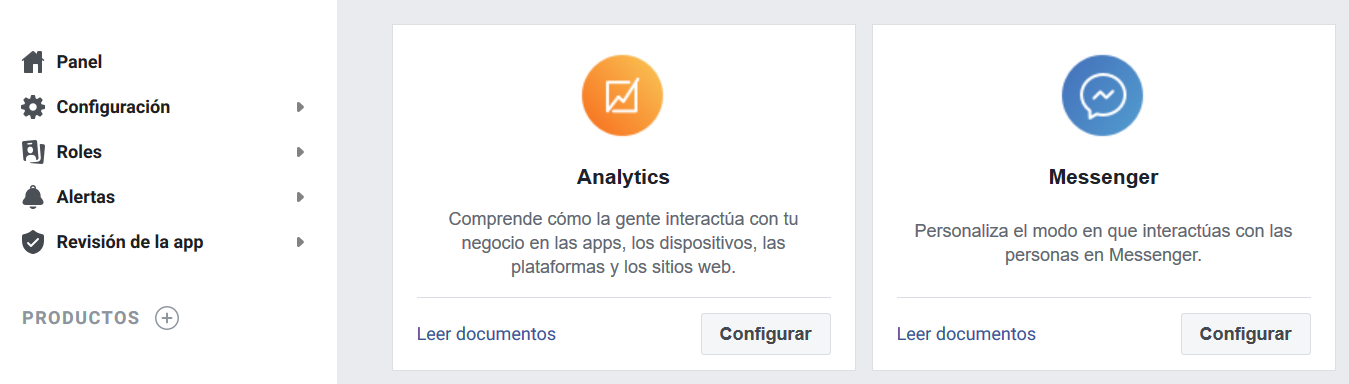 Panel
Configuración
Roles
Alertas
Revisión de la app
PRODUCTOS
Analytics
Comprende cómo la gente interactúa con tu
negocio en las apps, los dispositivos, las
plataformas y los sitios web.
Leer documentos
Configurar
Messenger
Personaliza el modo en que interactúas con las
personas en Messenger.
Leer documentos
Configurar